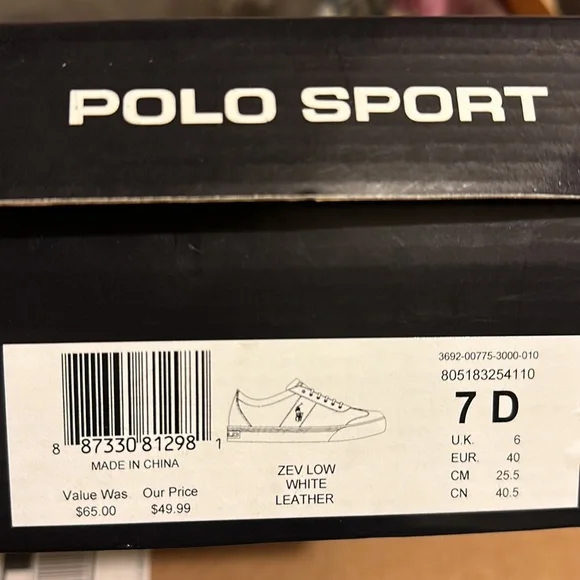 POLO SPORT
3692-00775-3000-010
805183254110
7 D
U.K. 6
EUR. 40
CM 25.5
CN 40.5
8 87330 81298 1
MADE IN CHINA
Value Was Our Price
$65.00 $49.99
ZEV LOW
WHITE
LEATHER